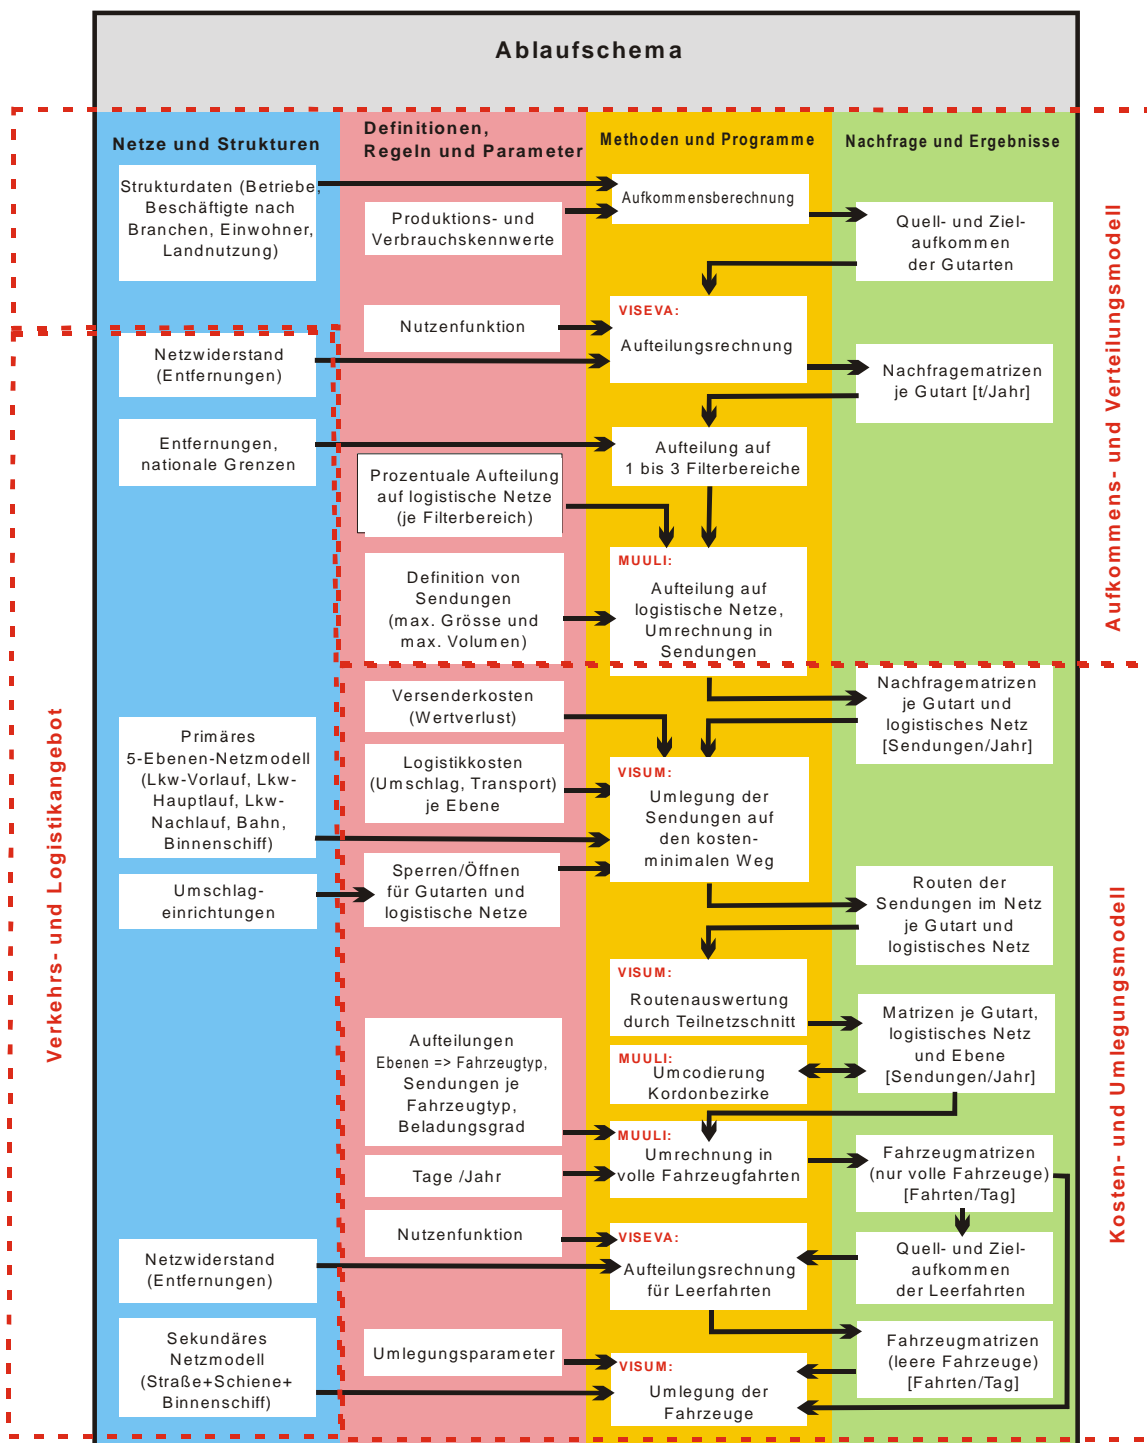 Ablaufschema
Netze und Strukturen
Definitionen,
Regeln und Parameter
Methoden und Programme
Nachfrage und Ergebnisse
Strukturdaten (Betriebe,
Beschäftigte nach
Branchen, Einwohner,
Landnutzung)
Produktions- und
Verbrauchskennwerte
Aufkommensberechnung
Quell- und Ziel-
aufkommen
der Gutarten
Nutzenfunktion
VISEVA:
Aufteilungsrechnung
Netzwiderstand
(Entfernungen)
Nachfragematrizen
je Gutart [t/Jahr]
Entfernungen,
nationale Grenzen
Aufteilung auf
1 bis 3 Filterbereiche
Prozentuale Aufteilung
auf logistische Netze
(je Filterbereich)
Definition von
Sendungen
(max. Grösse und
max. Volumen)
MUULI:
Aufteilung auf
logistische Netze,
Umrechnung in
Sendungen
Nachfragematrizen
je Gutart und
logistisches Netz
[Sendungen/Jahr]
Versenderkosten
(Wertverlust)
Primäres
5-Ebenen-Netzmodell
(Lkw-Vorlauf, Lkw-
Hauptlauf, Lkw-
Nachlauf, Bahn,
Binnenschiff)
Logistikkosten
(Umschlag, Transport)
je Ebene
VISUM:
Umlegung der
Sendungen auf
den kosten-
minimalen Weg
Umschlag-
einrichtungen
Sperren/Öffnen
für Gutarten und
logistische Netze
Routen der
Sendungen im Netz
je Gutart und
logistisches Netz
VISUM:
Routenauswertung
durch Teilnetzschnitt
Matrizen je Gutart,
logistisches Netz
und Ebene
[Sendungen/Jahr]
Aufteilungen
Ebenen => Fahrzeugtyp,
Sendungen je
Fahrzeugtyp,
Beladungsgrad
MUULI:
Umcodierung
Kordonbezirke
MUULI:
Umrechnung in
volle Fahrzeugfahrten
Tage /Jahr
Fahrzeugmatrizen
(nur volle Fahrzeuge)
[Fahrten/Tag]
Nutzenfunktion
Netzwiderstand
(Entfernungen)
VISEVA:
Aufteilungsrechnung
für Leerfahrten
Quell- und Ziel-
aufkommen
der Leerfahrten
Sekundäres
Netzmodell
(Straße+Schiene+
Binnenschiff)
Umlegungsparameter
VISUM:
Umlegung der
Fahrzeuge
Fahrzeugmatrizen
(leere Fahrzeuge)
[Fahrten/Tag]
Verkehrs- und Logistikangebot
Aufkommens- und Verteilungsmodell
Kosten- und Umlegungsmodell